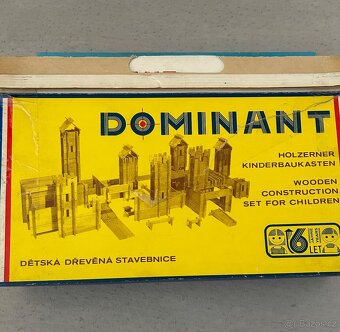 DOMINANT
HOLZERNER
KINDERBAUKASTEN
WOODEN
CONSTRUCTION
SET FOR CHILDREN
6
LET
DĚTSKÁ DŘEVĚNÁ STAVEBNICE